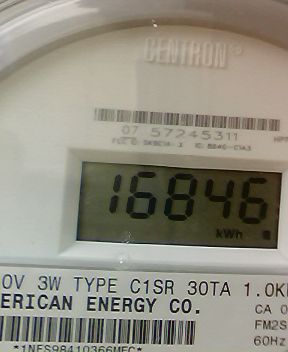 CENTRON®
07 57245311
16846
kWh
0V 3W TYPE C1SR 30TA 1.0K
ERICAN ENERGY CO.
CA 0
FM2S
60Hz
*1NES98410366MEC*